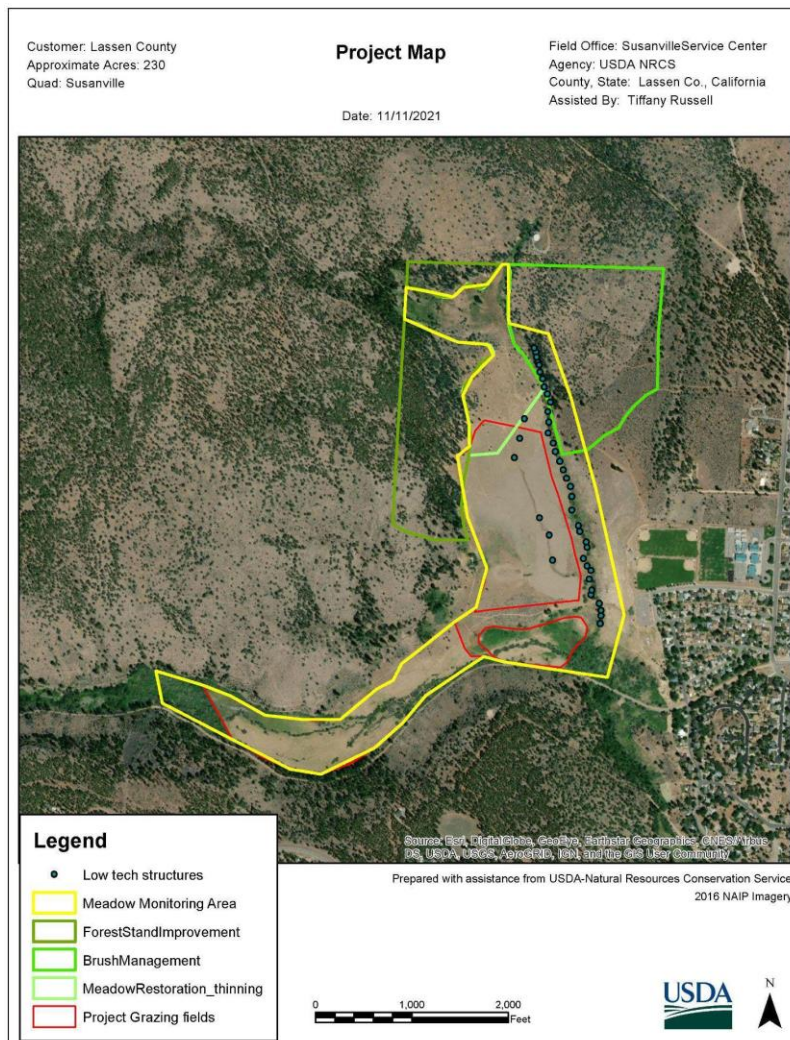 Customer: Lassen County
Approximate Acres: 230
Quad: Susanville
Project Map
Date: 11/11/2021
Field Office: SusanvilleService Center
Agency: USDA NRCS
County, State: Lassen Co., California
Assisted By: Tiffany Russell
Source: Esri, DigitalGlobe, GeoEye, Earthstar Geographics, CNES/Airbus
DS, USDA, USGS, AeroGRID, IGN, and the GIS User Community
Prepared with assistance from USDA-Natural Resources Conservation Service
2016 NAIP Imagery
Legend
Low tech structures
Meadow Monitoring Area
ForestStandImprovement
BrushManagement
MeadowRestoration_thinning
Project Grazing fields
0 1,000 2,000
Feet
USDA
N